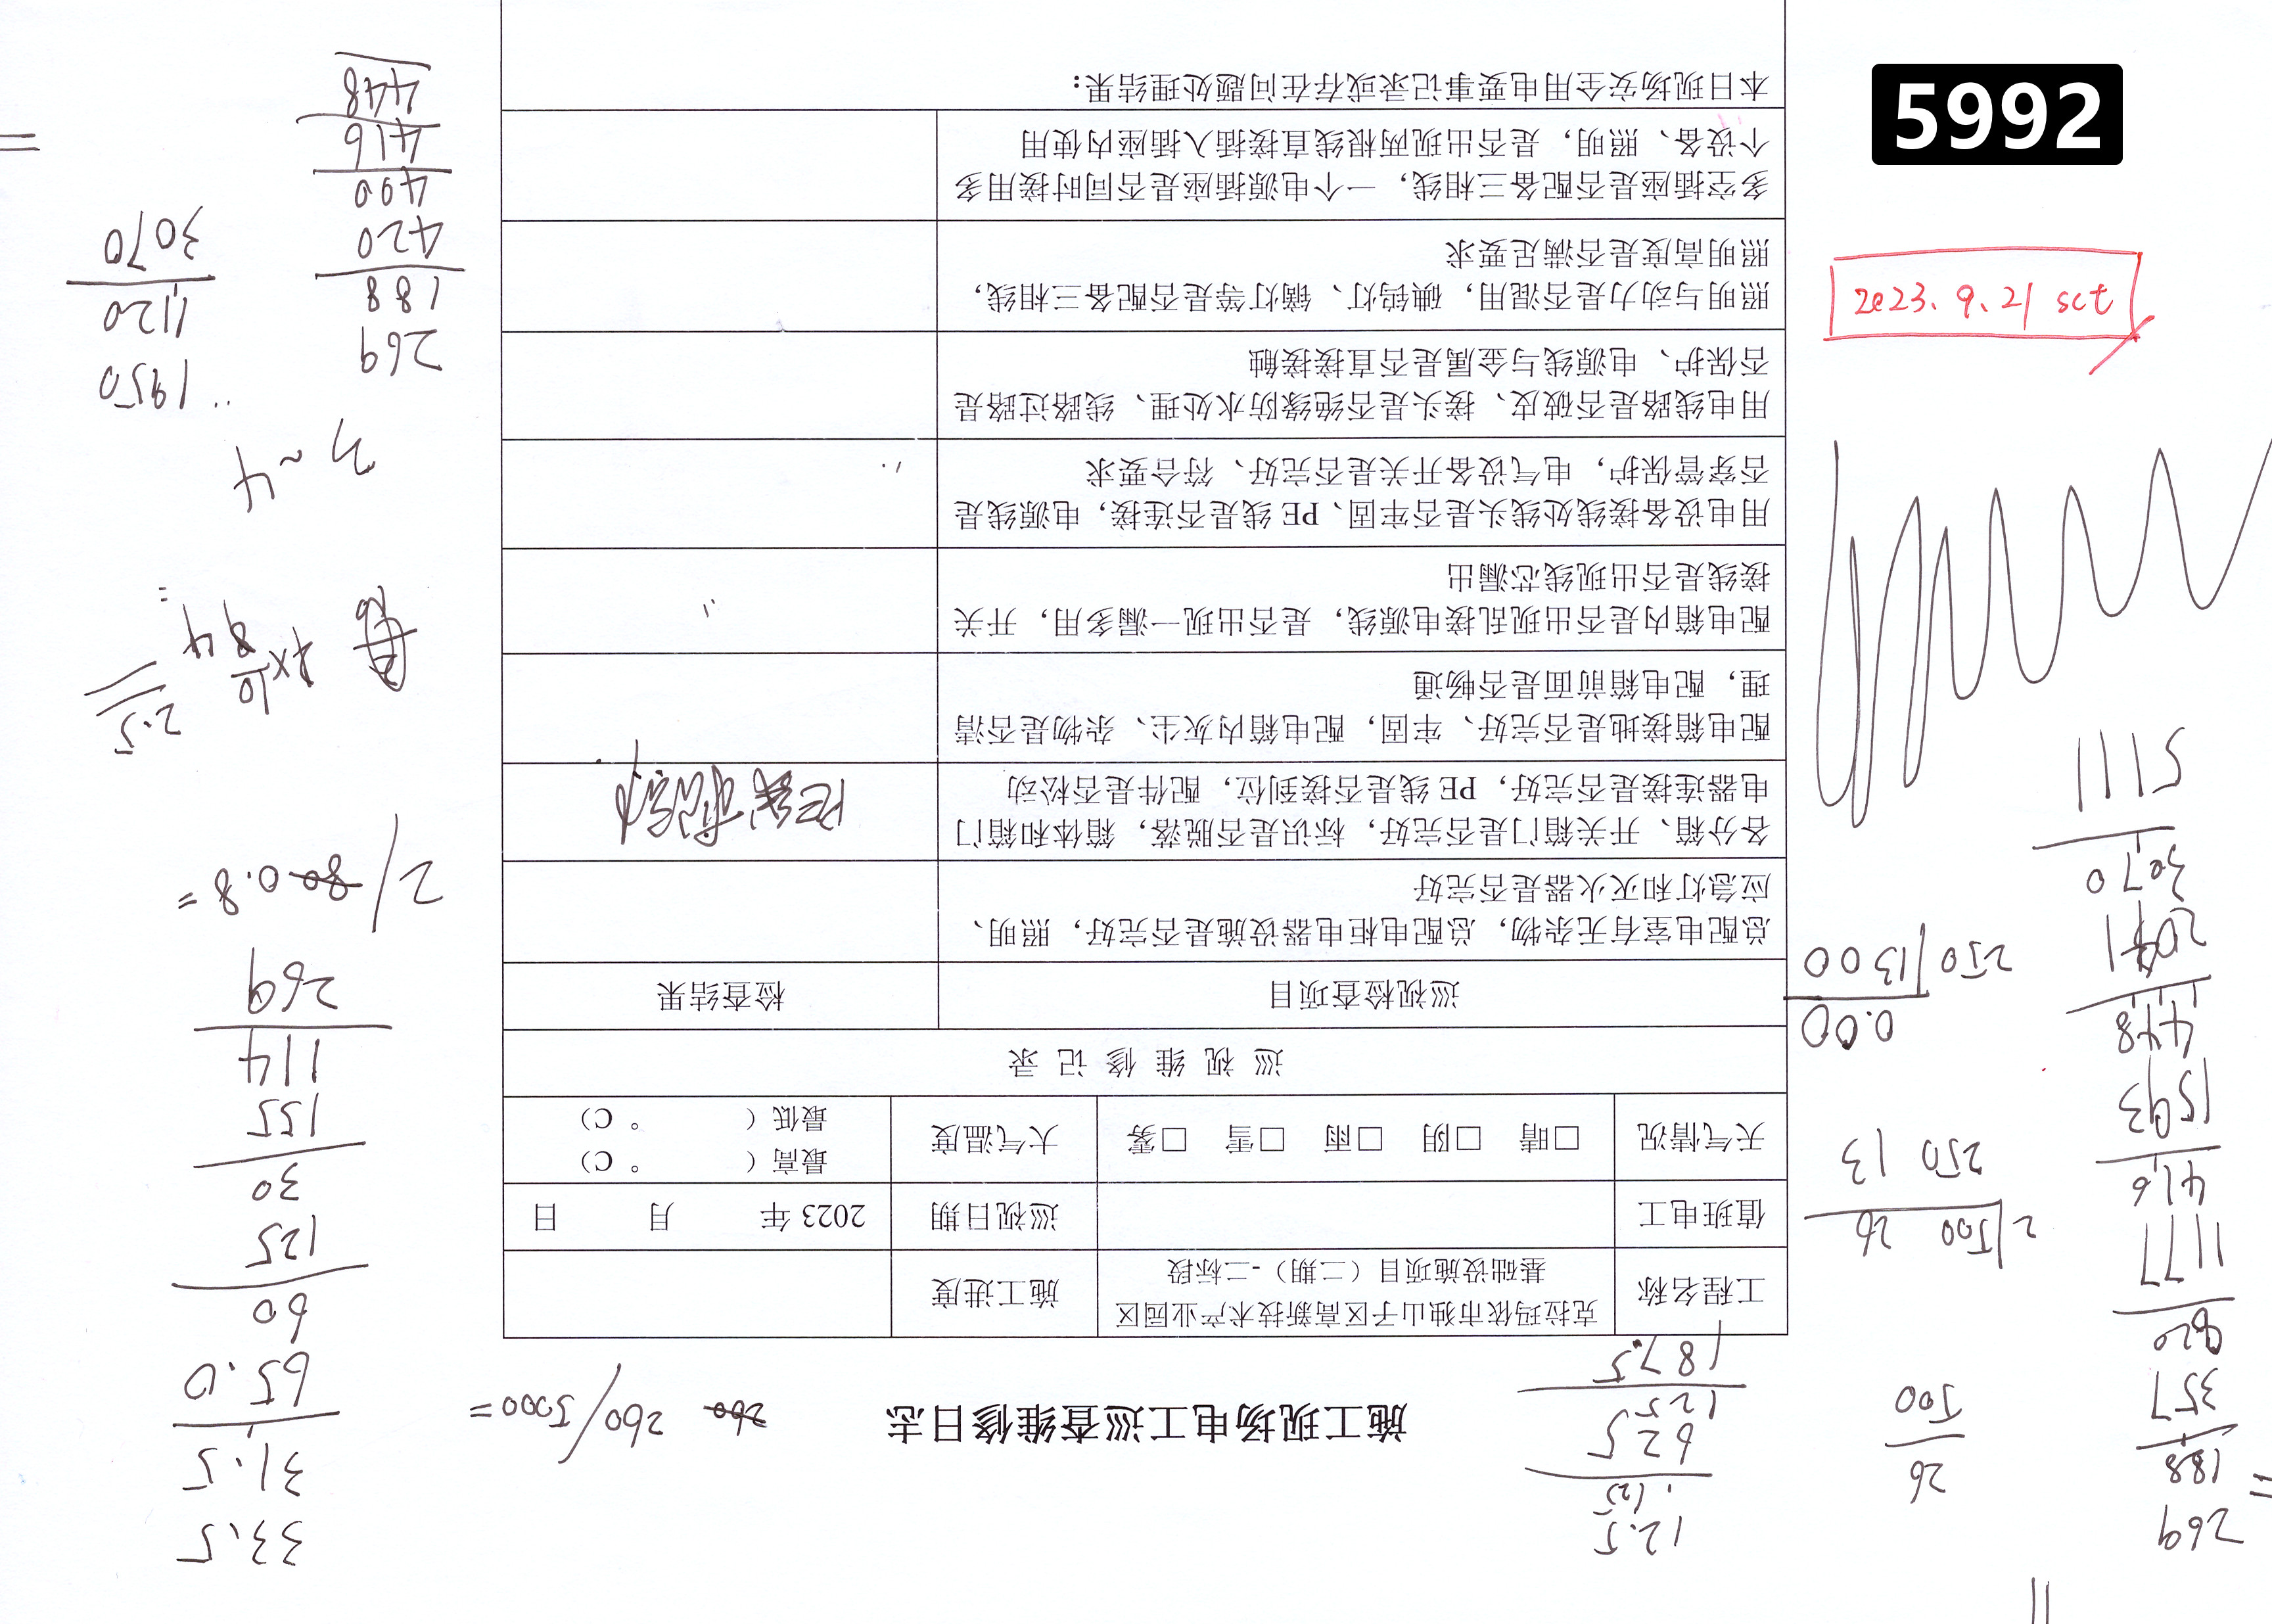 5992
2023.9.21 sct
施工现场电工巡查维修日志
260 / 5000 =
工程名称
克拉玛依市独山子区高新技术产业园区
基础设施项目（二期）-二标段
施工进度
值班电工
巡视日期
2023 年 月 日
天气情况
□晴 □阴 □雨 □雪 □雾
大气温度
最高（ °C）
最低（ °C）
巡 视 维 修 记 录
巡视检查项目
检查结果
总配电室有无杂物，总配电柜电器设施是否完好，照明、
应急灯和灭火器是否完好
各分箱、开关箱门是否完好，标识是否脱落，箱体和箱门
电器连接是否完好，PE 线是否接到位，配件是否松动
PE线
配电箱接地是否完好、牢固，配电箱内灰尘、杂物是否清
理，配电箱前面是否畅通
配电箱内是否出现乱接电源线，是否出现一漏多用，开关
接线是否出现线芯漏出
用电设备接线处线头是否牢固、PE 线是否连接，电源线是
否穿管保护，电气设备开关是否完好、符合要求
用电线路是否破皮、接头是否绝缘防水处理、线路过路是
否保护、电源线与金属是否直接接触
照明与动力是否混用，碘钨灯、镝灯等是否配备三相线，
照明高度是否满足要求
多空插座是否配备三相线，一个电源插座是否同时接用多
个设备、照明，是否出现两根线直接插入插座内使用
本日现场安全用电要事记录或存在问题处理结果：
269
188
357
820
1177
416
1593
448
2041
3070
5111
26
500
2 500 26
250 13
0.00
250 1300
12.5
625
125
187.5
33.5
31.5
65.0
60
125
30
155
114
269
2 / 0.8 =
2.5
3 ~ 4
269
188
420
400
416
448
1950
1120
3070